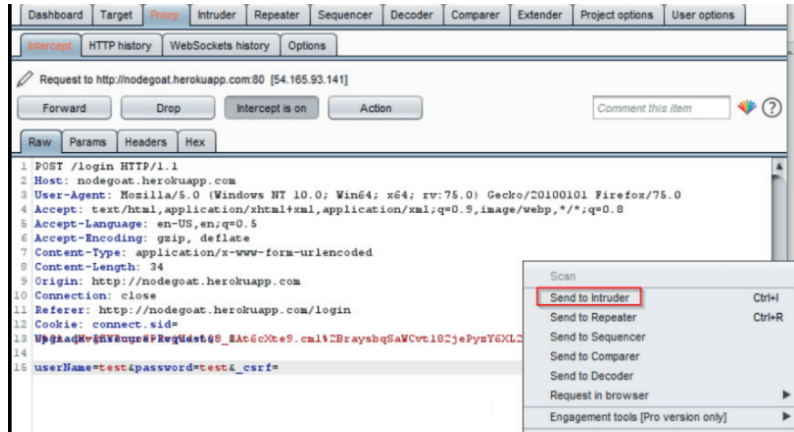 Dashboard Target Proxy Intruder Repeater Sequencer Decoder Comparer Extender Project options User options
Intercept HTTP history WebSockets history Options
Request to http://nodegoat.herokuapp.com:80 [54.165.93.141]
Forward Drop Intercept is on Action Comment this item ?
Raw Params Headers Hex
1 POST /login HTTP/1.1
2 Host: nodegoat.herokuapp.com
3 User-Agent: Mozilla/5.0 (Windows NT 10.0; Win64; x64; rv:75.0) Gecko/20100101 Firefox/75.0
4 Accept: text/html,application/xhtml+xml,application/xml;q=0.9,image/webp,*/*;q=0.8
5 Accept-Language: en-US,en;q=0.5
6 Accept-Encoding: gzip, deflate
7 Content-Type: application/x-www-form-urlencoded
8 Content-Length: 34
9 Origin: http://nodegoat.herokuapp.com
10 Connection: close
11 Referer: http://nodegoat.herokuapp.com/login
12 Cookie: connect.sid=
13
14
15 userName=test&password=test&_csrf=
Scan
Send to Intruder Ctrl+I
Send to Repeater Ctrl+R
Send to Sequencer
Send to Comparer
Send to Decoder
Request in browser
Engagement tools [Pro version only]